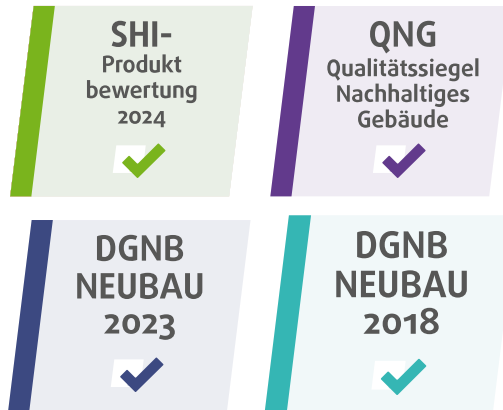 SHI-
Produkt
bewertung
2024
QNG
Qualitätssiegel
Nachhaltiges
Gebäude
DGNB
NEUBAU
2023
DGNB
NEUBAU
2018